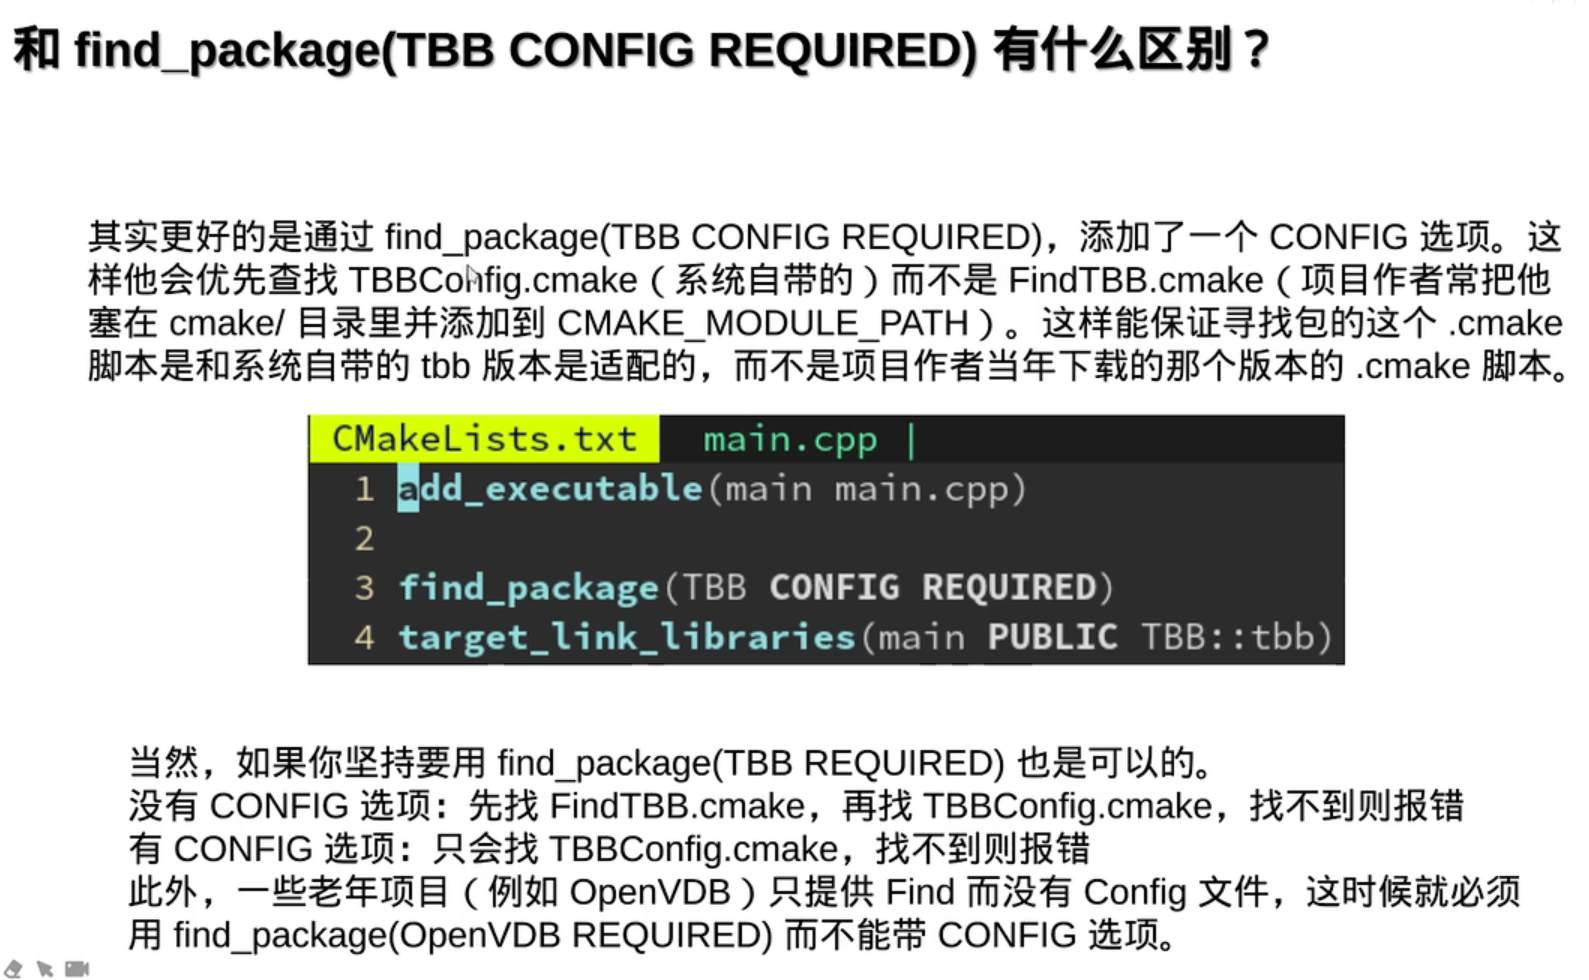 和 find_package(TBB CONFIG REQUIRED) 有什么区别？
其实更好的是通过 find_package(TBB CONFIG REQUIRED)，添加了一个 CONFIG 选项。这
样他会优先查找 TBBConfig.cmake（系统自带的）而不是 FindTBB.cmake（项目作者常把他
塞在 cmake/ 目录里并添加到 CMAKE_MODULE_PATH）。这样能保证寻找包的这个 .cmake
脚本是和系统自带的 tbb 版本是适配的，而不是项目作者当年下载的那个版本的 .cmake 脚本。
CMakeLists.txt main.cpp |
1 add_executable(main main.cpp)
2
3 find_package(TBB CONFIG REQUIRED)
4 target_link_libraries(main PUBLIC TBB::tbb)
当然，如果你坚持要用 find_package(TBB REQUIRED) 也是可以的。
没有 CONFIG 选项：先找 FindTBB.cmake，再找 TBBConfig.cmake，找不到则报错
有 CONFIG 选项：只会找 TBBConfig.cmake，找不到则报错
此外，一些老年项目（例如 OpenVDB）只提供 Find 而没有 Config 文件，这时候就必须
用 find_package(OpenVDB REQUIRED) 而不能带 CONFIG 选项。